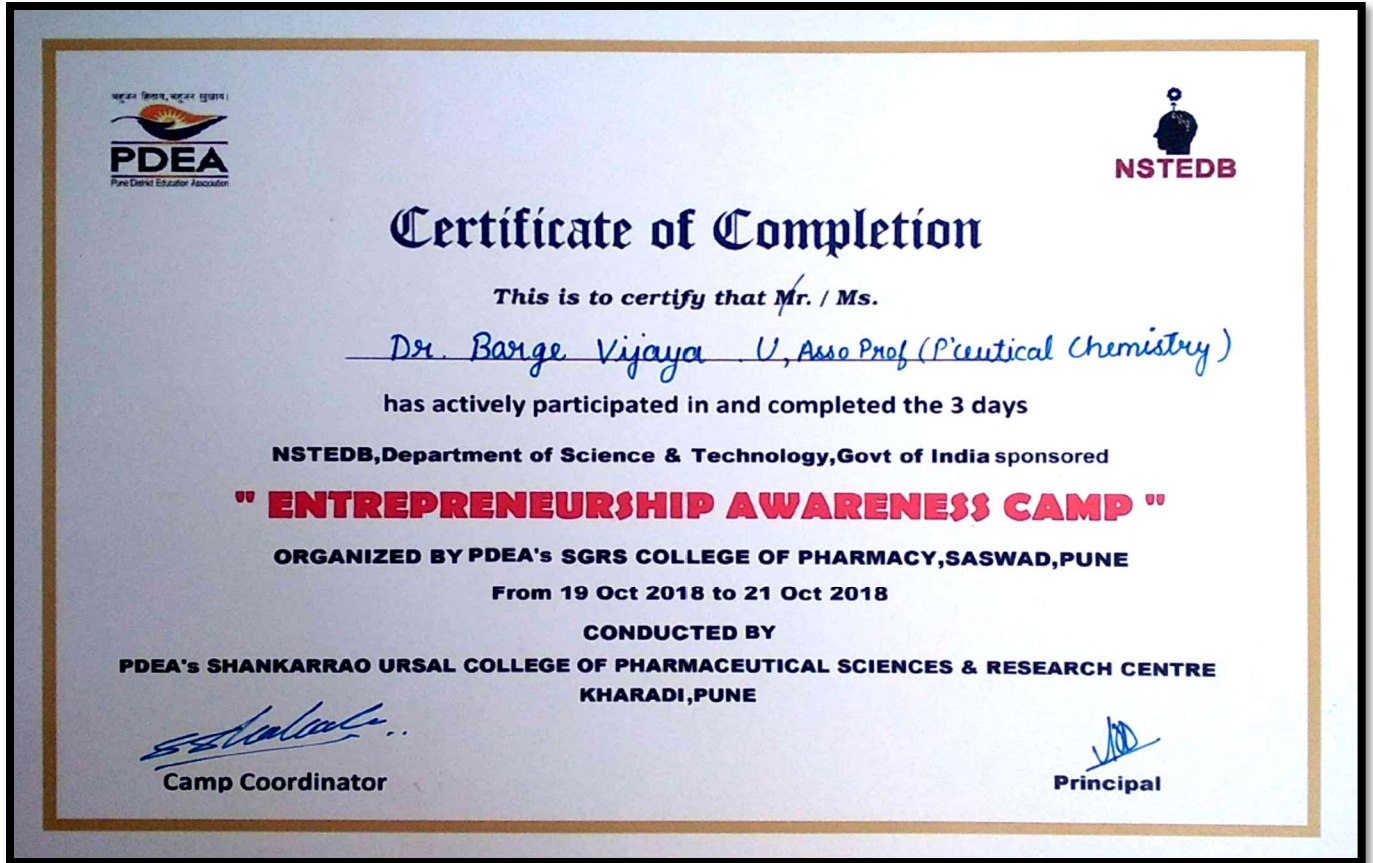 बहुजन हिताय, बहुजन सुखाय।
PDEA
Pune District Education Association
NSTEDB
Certificate of Completion
This is to certify that Mr. / Ms.
Dr. Barge Vijaya U, Asso Prof (P'ceutical Chemistry)
has actively participated in and completed the 3 days
NSTEDB,Department of Science & Technology,Govt of India sponsored
" ENTREPRENEURSHIP AWARENESS CAMP "
ORGANIZED BY PDEA's SGRS COLLEGE OF PHARMACY,SASWAD,PUNE
From 19 Oct 2018 to 21 Oct 2018
CONDUCTED BY
PDEA's SHANKARRAO URSAL COLLEGE OF PHARMACEUTICAL SCIENCES & RESEARCH CENTRE
KHARADI,PUNE
Camp Coordinator
Principal